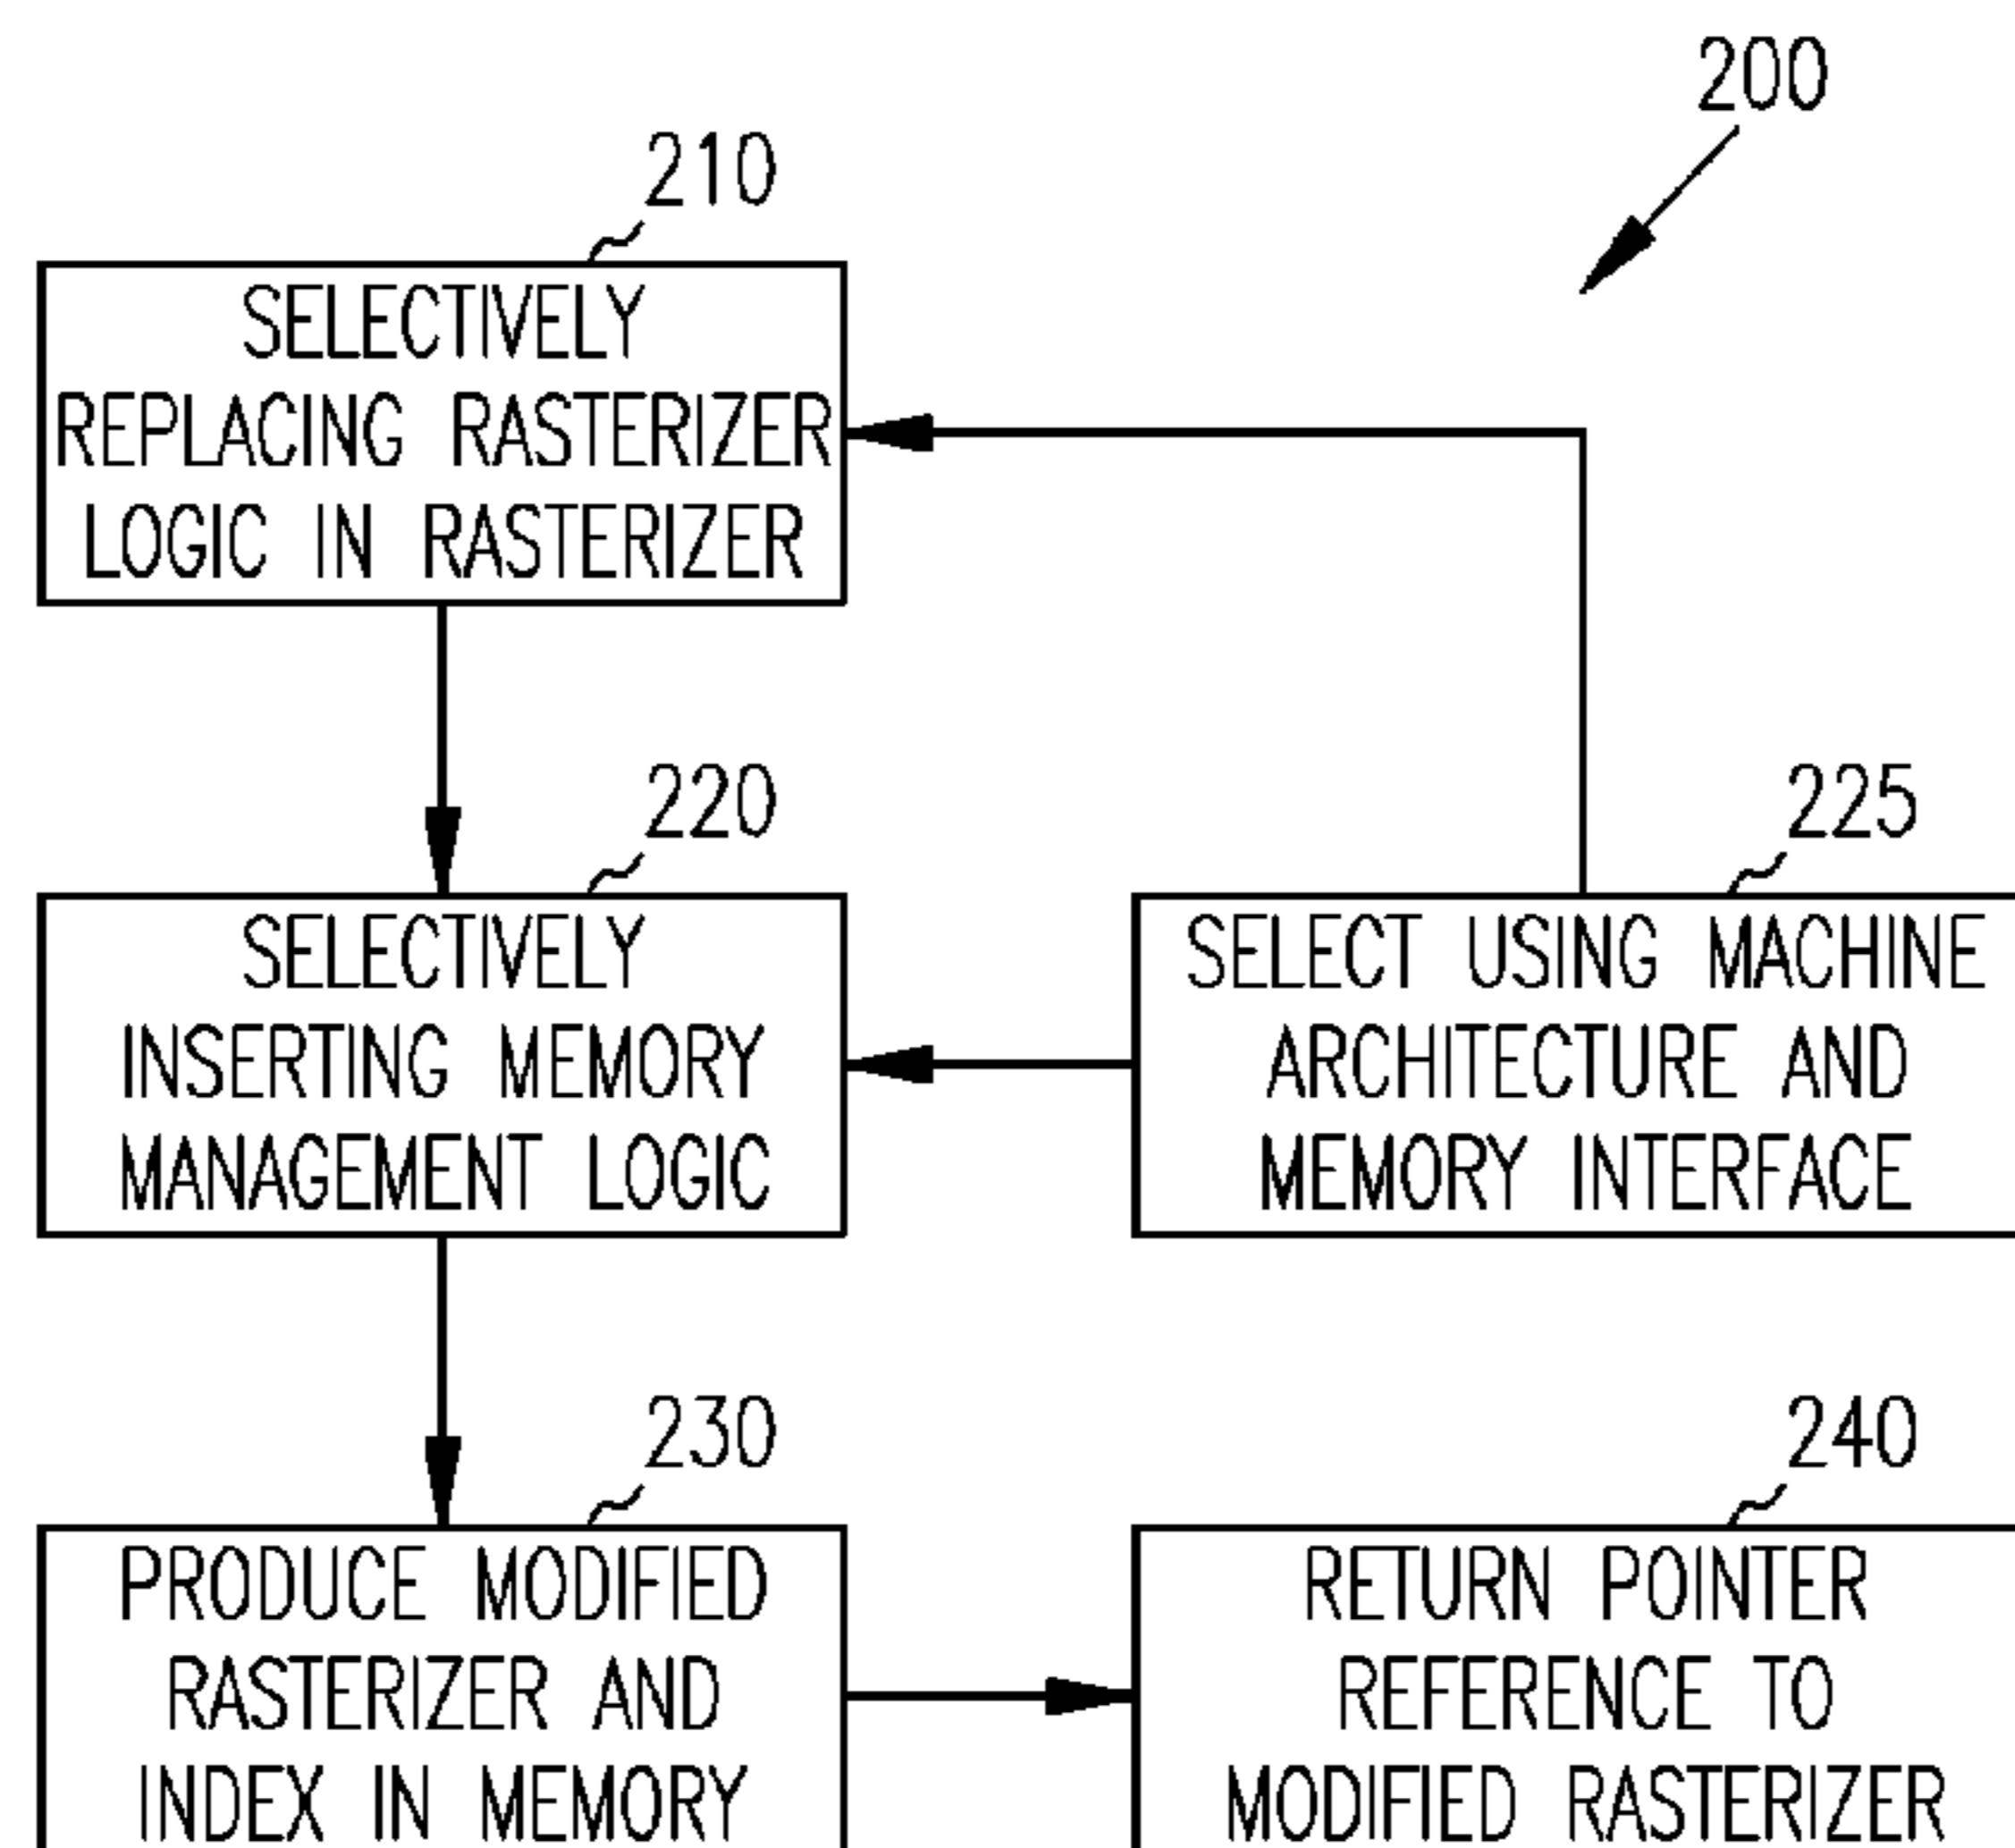 200
210
SELECTIVELY
REPLACING RASTERIZER
LOGIC IN RASTERIZER
220
SELECTIVELY
INSERTING MEMORY
MANAGEMENT LOGIC
225
SELECT USING MACHINE
ARCHITECTURE AND
MEMORY INTERFACE
230
PRODUCE MODIFIED
RASTERIZER AND
INDEX IN MEMORY
240
RETURN POINTER
REFERENCE TO
MODIFIED RASTERIZER